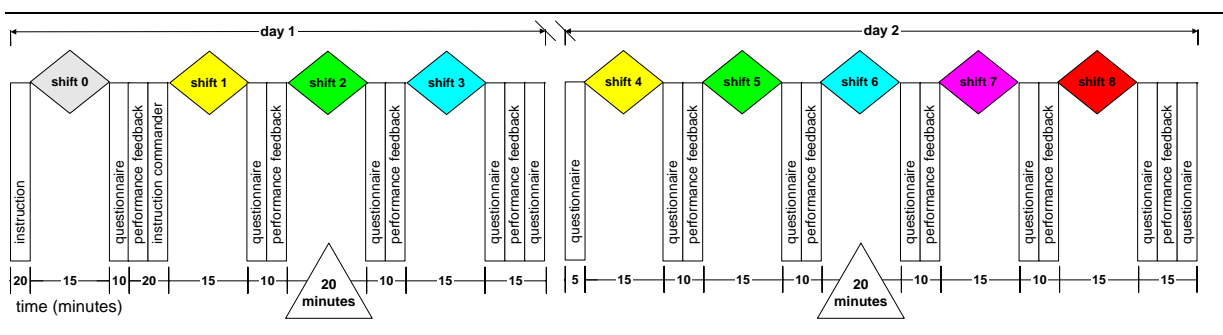 day 1
day 2
shift 0
shift 1
shift 2
shift 3
shift 4
shift 5
shift 6
shift 7
shift 8
instruction
questionnaire
performance feedback
instruction commander
questionnaire
performance feedback
questionnaire
performance feedback
questionnaire
performance feedback
questionnaire
questionnaire
questionnaire
performance feedback
questionnaire
performance feedback
questionnaire
performance feedback
questionnaire
performance feedback
questionnaire
performance feedback
questionnaire
20
15
10
20
15
10
20
minutes
10
15
15
5
15
10
15
10
20
minutes
10
15
10
15
15
time (minutes)